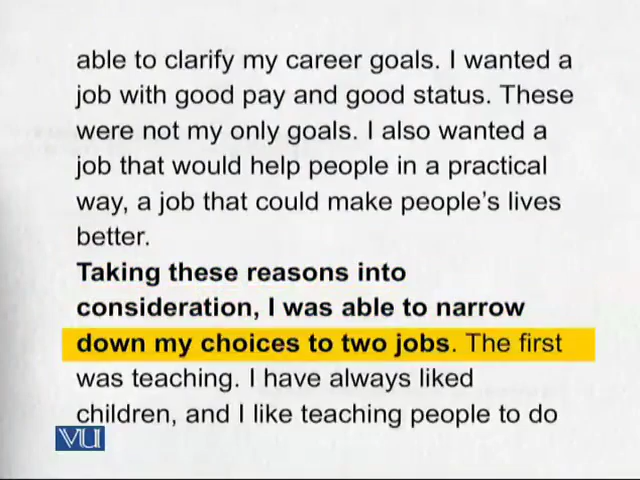 able to clarify my career goals. I wanted a
job with good pay and good status. These
were not my only goals. I also wanted a
job that would help people in a practical
way, a job that could make people's lives
better.
Taking these reasons into
consideration, I was able to narrow
down my choices to two jobs. The first
was teaching. I have always liked
children, and I like teaching people to do
VU